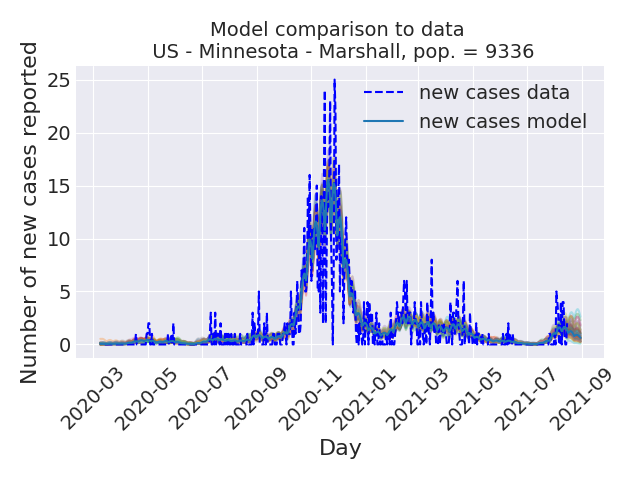 Model comparison to data
US - Minnesota - Marshall, pop. = 9336
Number of new cases reported
25
20
15
10
5
0
new cases data
new cases model
2020-03
2020-05
2020-07
2020-09
2020-11
2021-01
2021-03
2021-05
2021-07
2021-09
Day